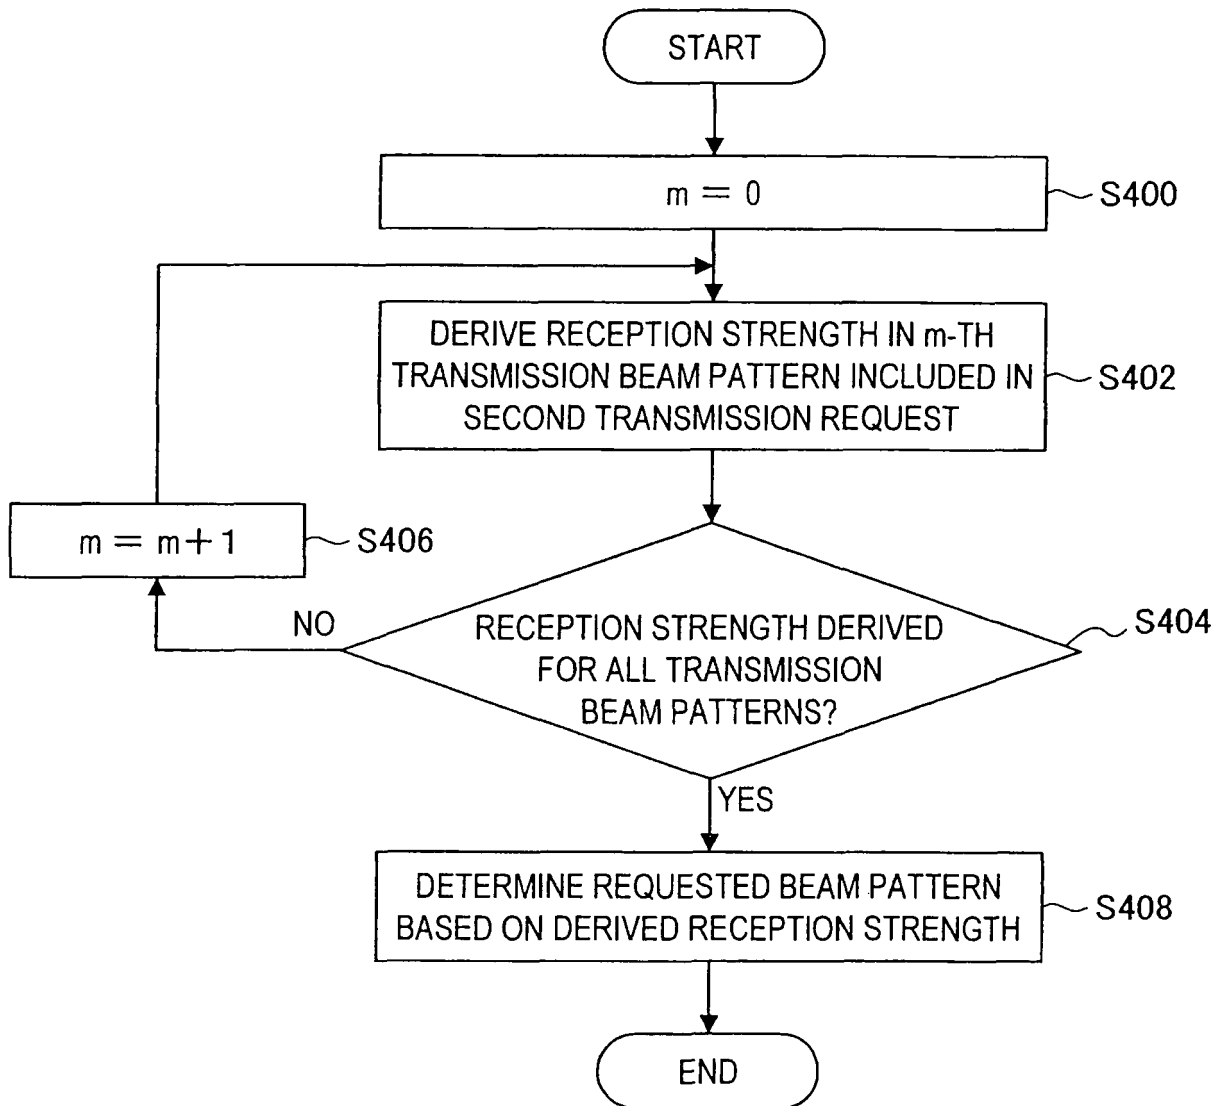 START
m = 0
S400
DERIVE RECEPTION STRENGTH IN m-TH
TRANSMISSION BEAM PATTERN INCLUDED IN
SECOND TRANSMISSION REQUEST
S402
m = m + 1
S406
NO
RECEPTION STRENGTH DERIVED
FOR ALL TRANSMISSION
BEAM PATTERNS?
S404
YES
DETERMINE REQUESTED BEAM PATTERN
BASED ON DERIVED RECEPTION STRENGTH
S408
END